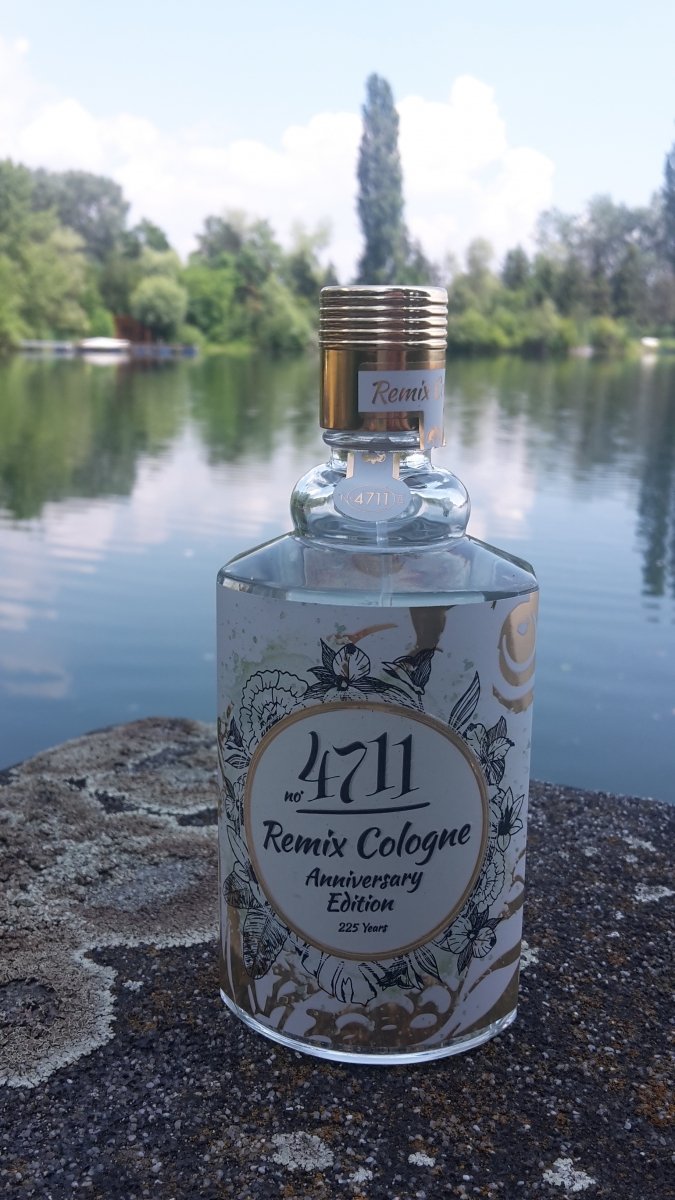 Remix
4711
no 4711
Remix Cologne
Anniversary
Edition
225 Years